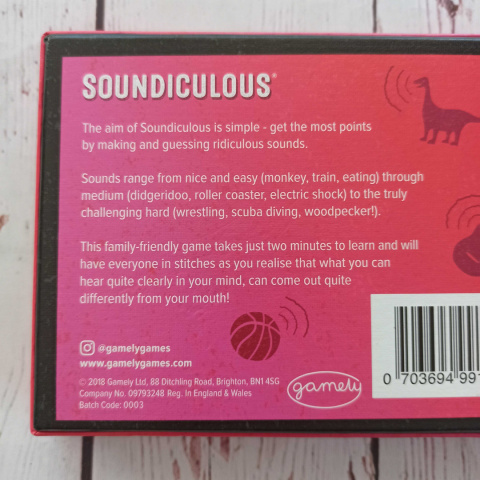 SOUNDICULOUS®
The aim of Soundiculous is simple - get the most points
by making and guessing ridiculous sounds.
Sounds range from nice and easy (monkey, train, eating) through
medium (didgeridoo, roller coaster, electric shock) to the truly
challenging hard (wrestling, scuba diving, woodpecker!).
This family-friendly game takes just two minutes to learn and will
have everyone in stitches as you realise that what you can
hear quite clearly in your mind, can come out quite
differently from your mouth!
@gamelygames
www.gamelygames.com
© 2018 Gamely Ltd, 88 Ditchling Road, Brighton, BN1 4SG
Company No. 09793248 Reg. In England & Wales
Batch Code: 0003
gamely
0 703694 991